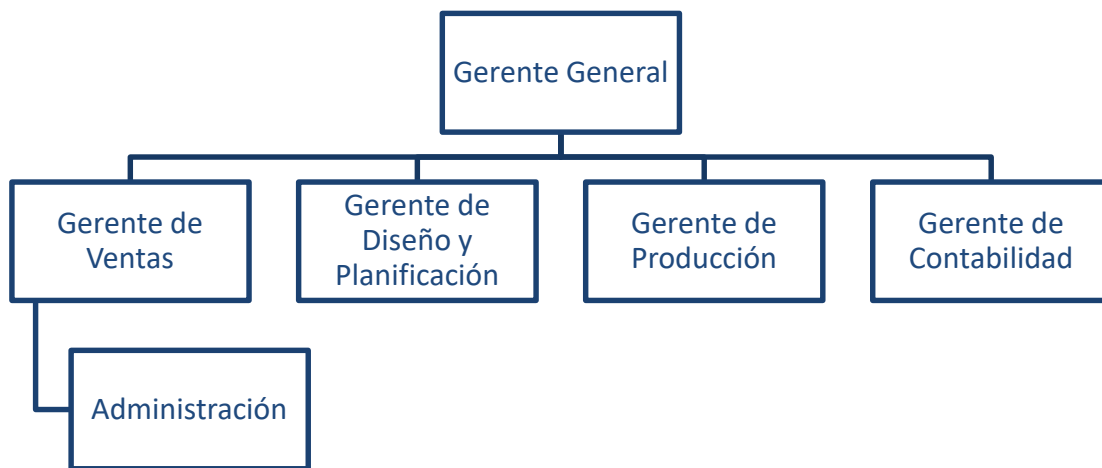 Gerente General
Gerente de
Ventas
Gerente de
Diseño y
Planificación
Gerente de
Producción
Gerente de
Contabilidad
Administración